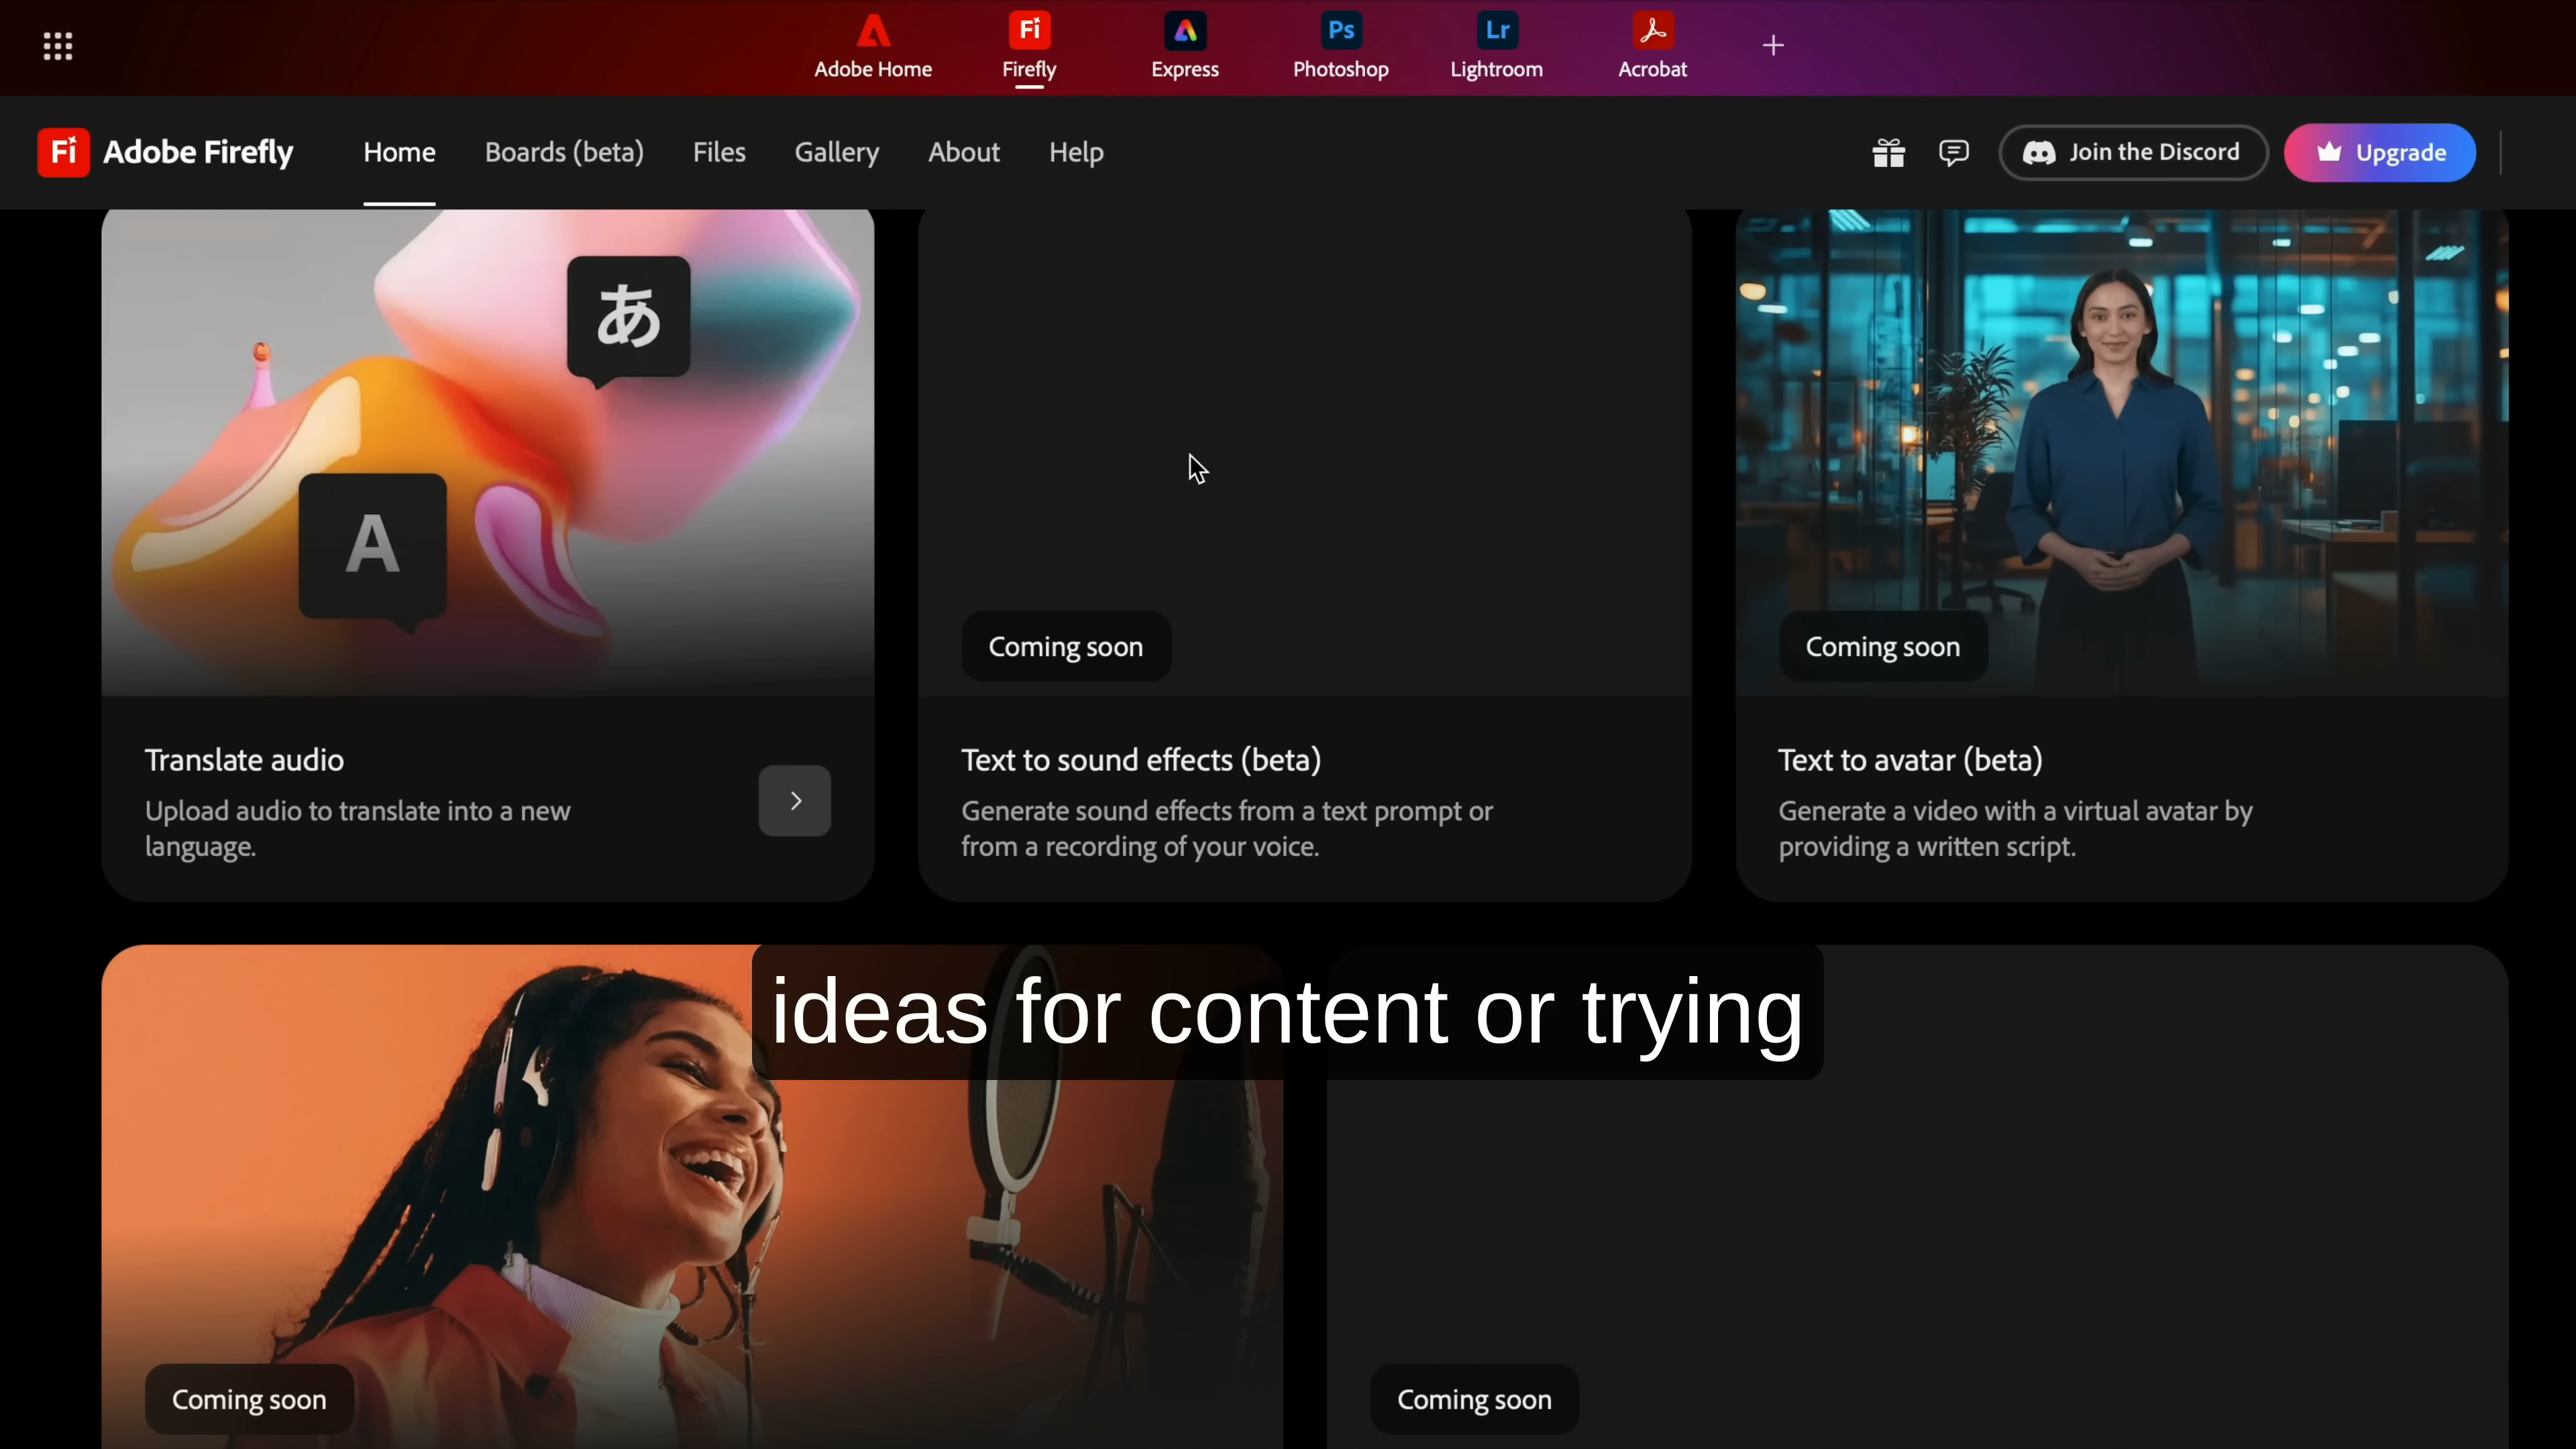 Adobe Home
Fi
Firefly
Express
Ps
Photoshop
Lr
Lightroom
Acrobat
Fi Adobe Firefly
Home
Boards (beta)
Files
Gallery
About
Help
Join the Discord
Upgrade
あ
A
Coming soon
Coming soon
Translate audio
Upload audio to translate into a new
language.
Text to sound effects (beta)
Generate sound effects from a text prompt or
from a recording of your voice.
Text to avatar (beta)
Generate a video with a virtual avatar by
providing a written script.
ideas for content or trying
Coming soon
Coming soon